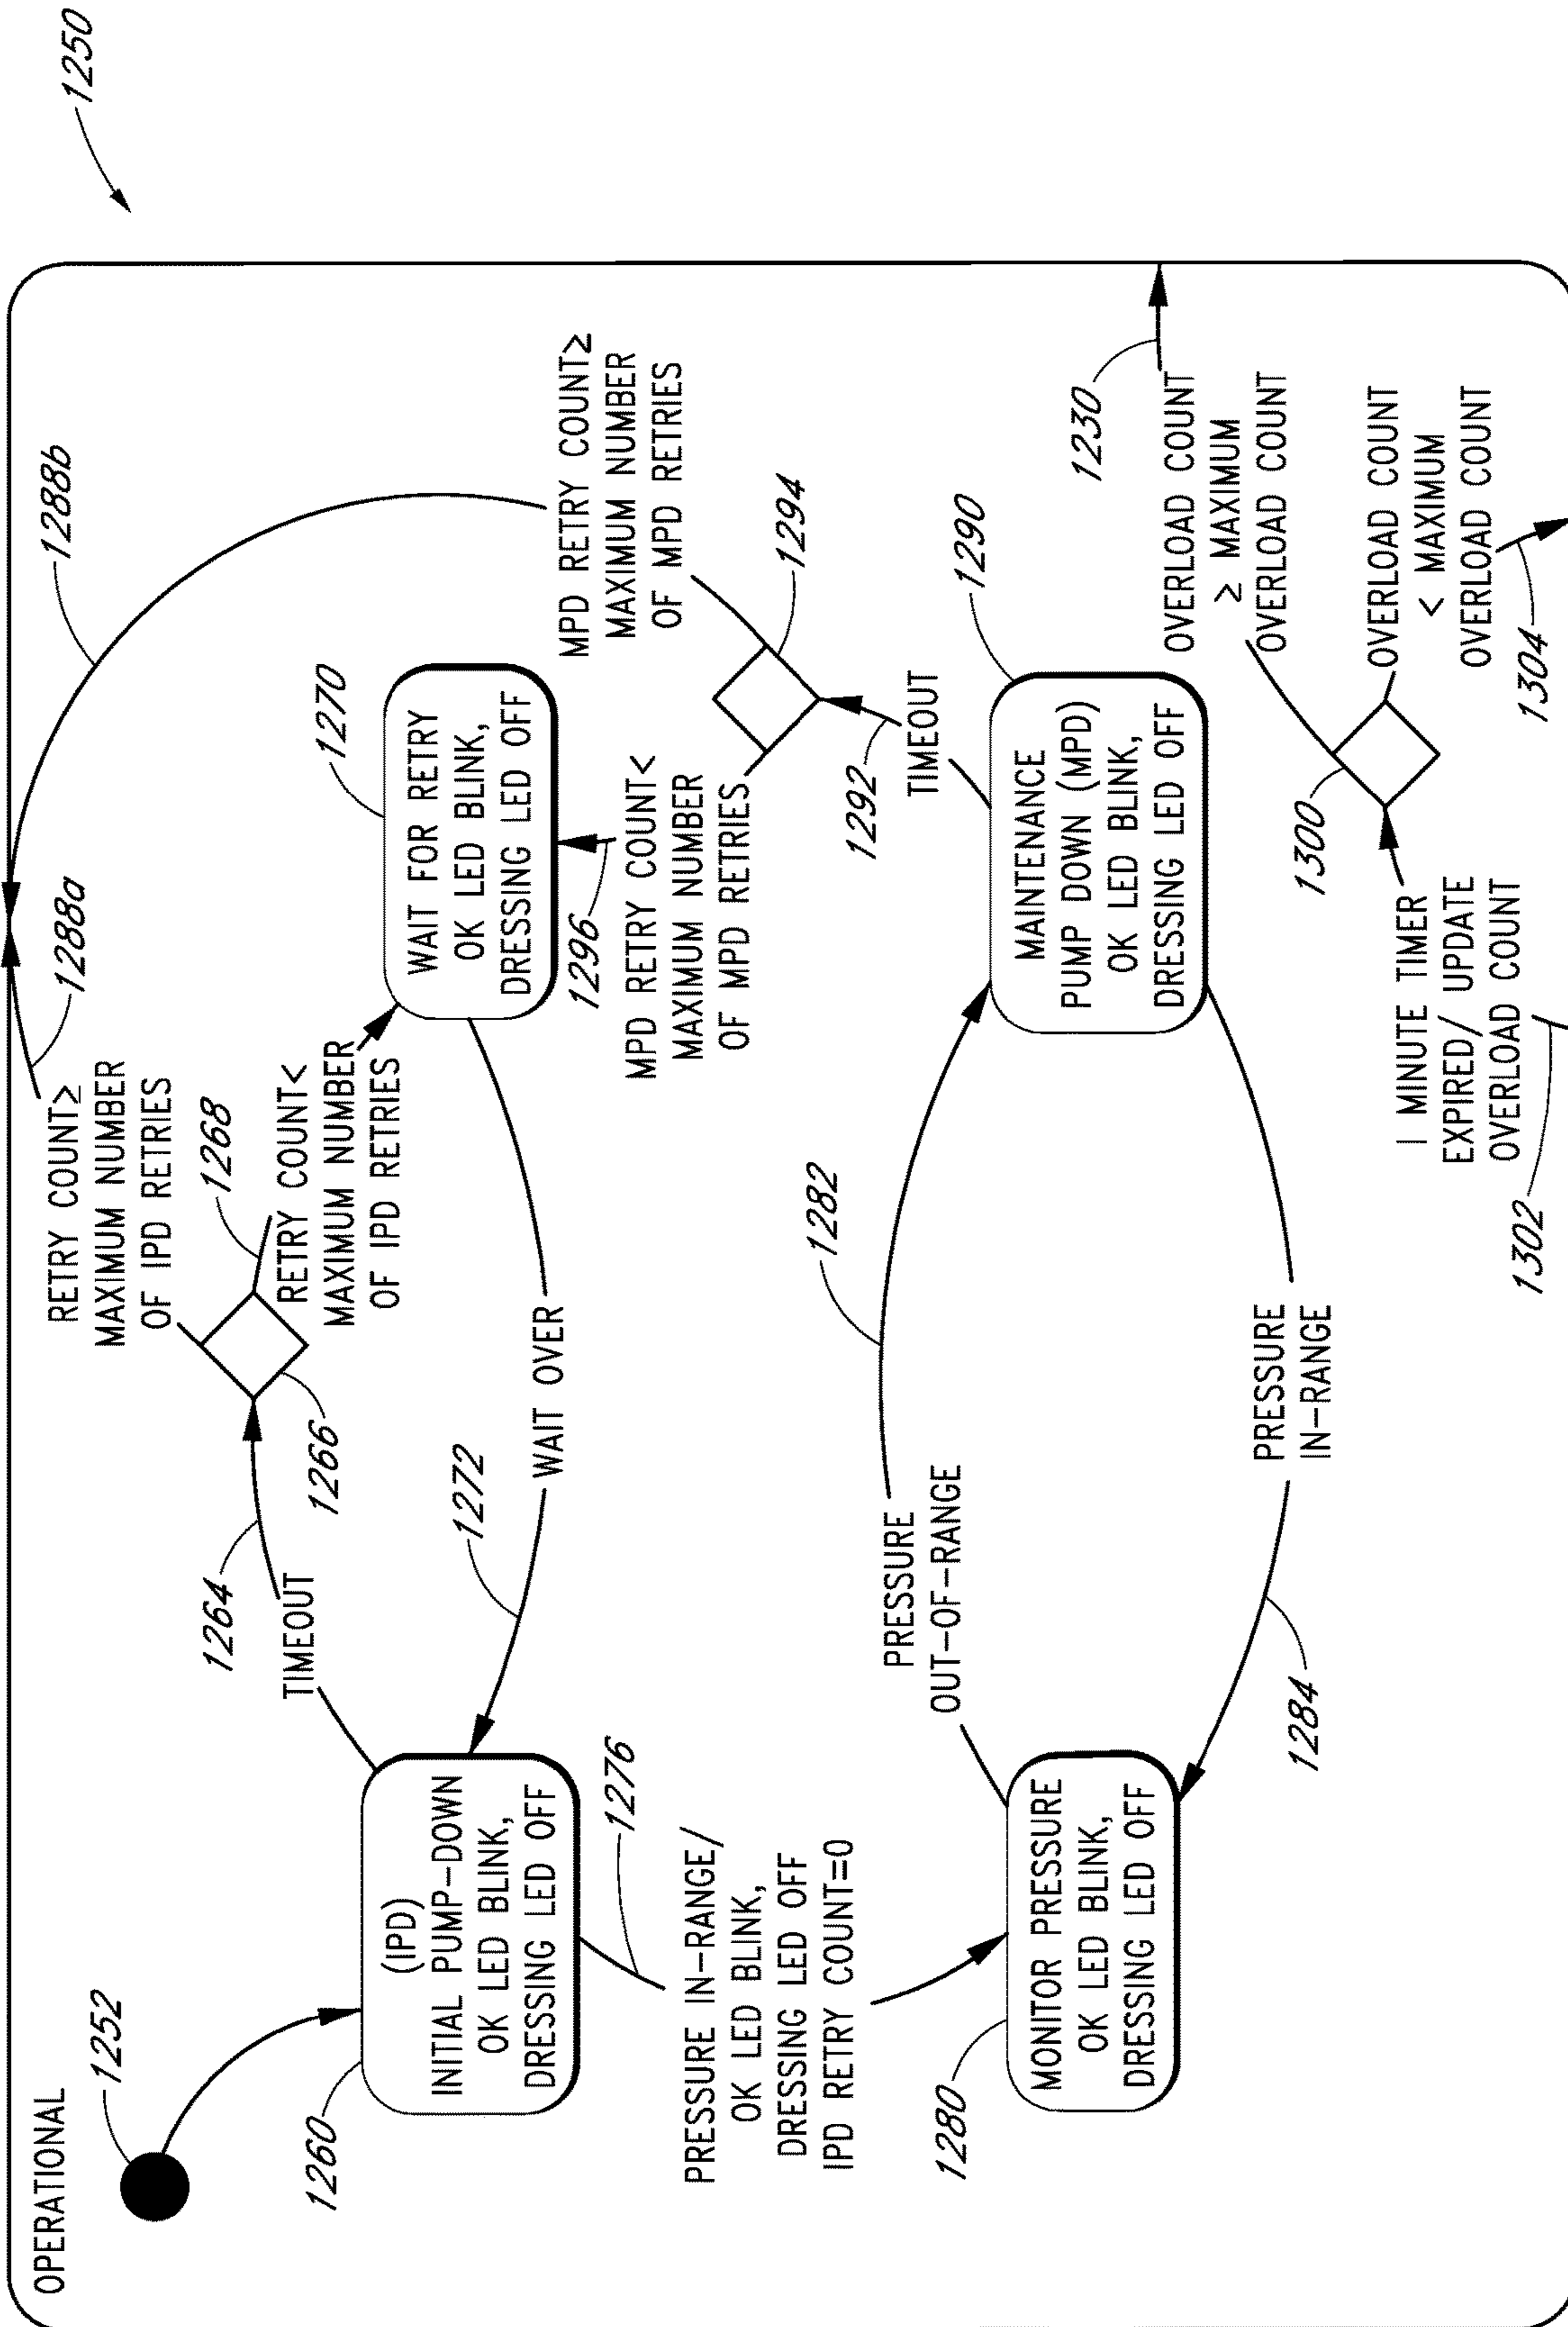 1250
OPERATIONAL
1252
1260
(IPD)
INITIAL PUMP-DOWN
OK LED BLINK,
DRESSING LED OFF
TIMEOUT
1264
1266
1268
RETRY COUNT≥
MAXIMUM NUMBER
OF IPD RETRIES
1288a
1288b
RETRY COUNT<
MAXIMUM NUMBER
OF IPD RETRIES
1270
WAIT FOR RETRY
OK LED BLINK,
DRESSING LED OFF
1272
WAIT OVER
1276
PRESSURE IN-RANGE/
OK LED BLINK,
DRESSING LED OFF
IPD RETRY COUNT=0
1296
MPD RETRY COUNT<
MAXIMUM NUMBER
OF MPD RETRIES
MPD RETRY COUNT≥
MAXIMUM NUMBER
OF MPD RETRIES
1294
1292
TIMEOUT
1280
MONITOR PRESSURE
OK LED BLINK,
DRESSING LED OFF
PRESSURE
OUT-OF-RANGE
1282
1290
MAINTENANCE
PUMP DOWN (MPD)
OK LED BLINK,
DRESSING LED OFF
1284
PRESSURE
IN-RANGE
1230
OVERLOAD COUNT
≥ MAXIMUM
OVERLOAD COUNT
1300
1 MINUTE TIMER
EXPIRED/ UPDATE
OVERLOAD COUNT
1302
OVERLOAD COUNT
< MAXIMUM
OVERLOAD COUNT
1304